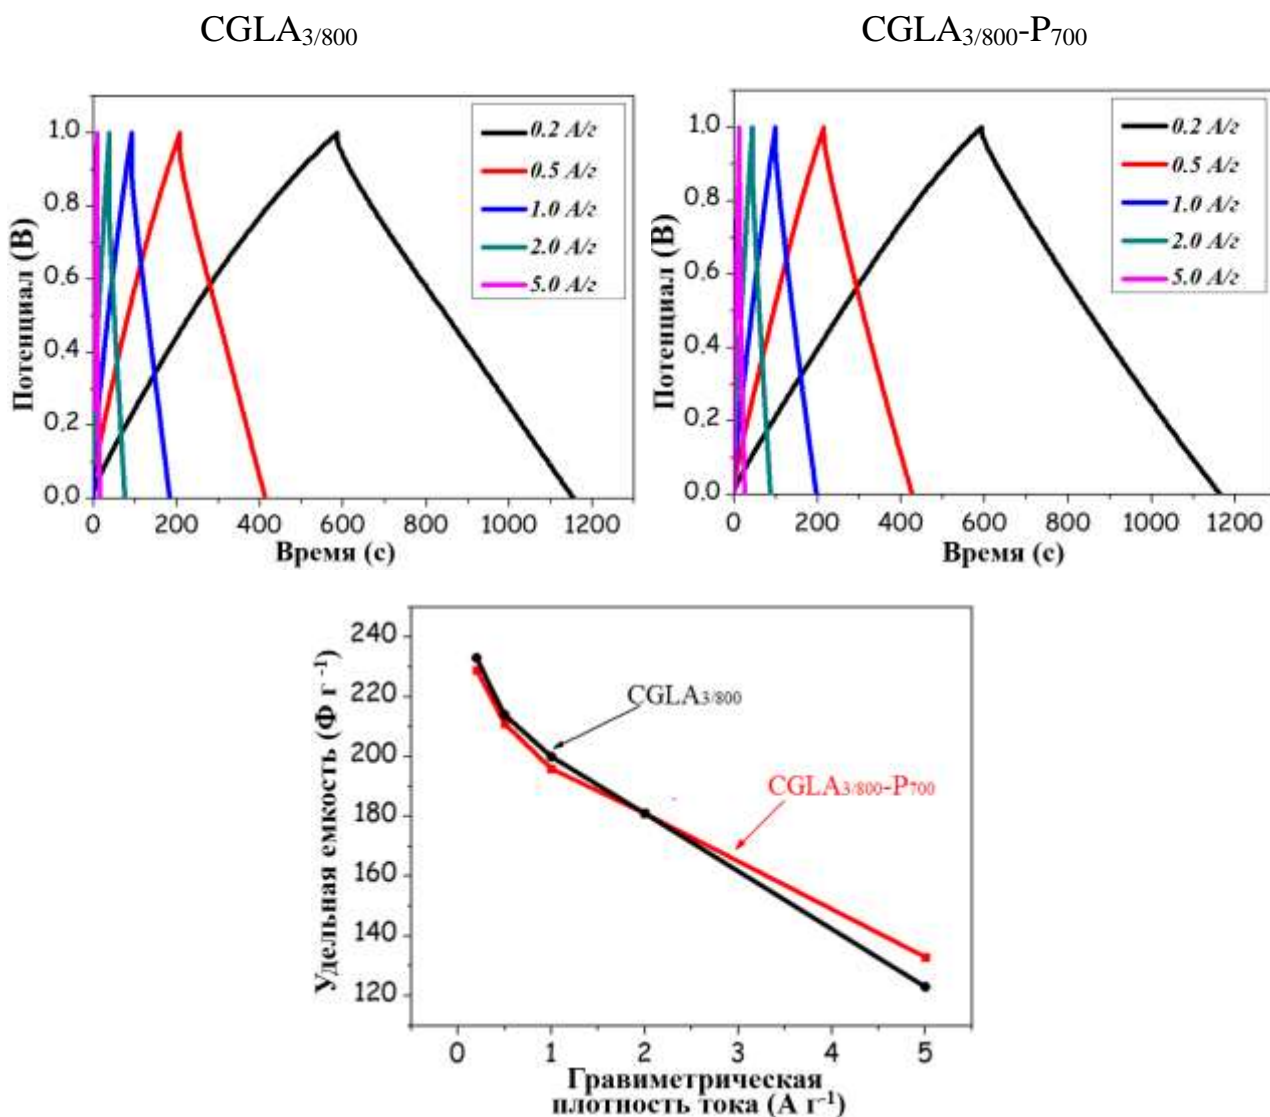 CGLA3/800
CGLA3/800-P700
1.0
0.8
0.6
0.4
0.2
0.0
Потенциал (В)
0.2 А/г
0.5 А/г
1.0 А/г
2.0 А/г
5.0 А/г
0 200 400 600 800 1000 1200
Время (с)
1.0
0.8
0.6
0.4
0.2
0.0
Потенциал (В)
0.2 А/г
0.5 А/г
1.0 А/г
2.0 А/г
5.0 А/г
0 200 400 600 800 1000 1200
Время (с)
240
220
200
180
160
140
120
Удельная емкость (Ф г -1)
CGLA3/800
CGLA3/800-P700
0 1 2 3 4 5
Гравиметрическая
плотность тока (А г-1)